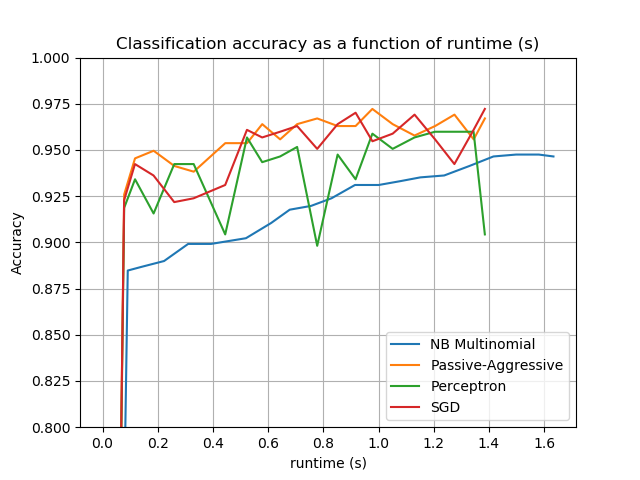 Classification accuracy as a function of runtime (s)
1.000
0.975
0.950
0.925
0.900
0.875
0.850
0.825
0.800
Accuracy
NB Multinomial
Passive-Aggressive
Perceptron
SGD
0.0 0.2 0.4 0.6 0.8 1.0 1.2 1.4 1.6
runtime (s)